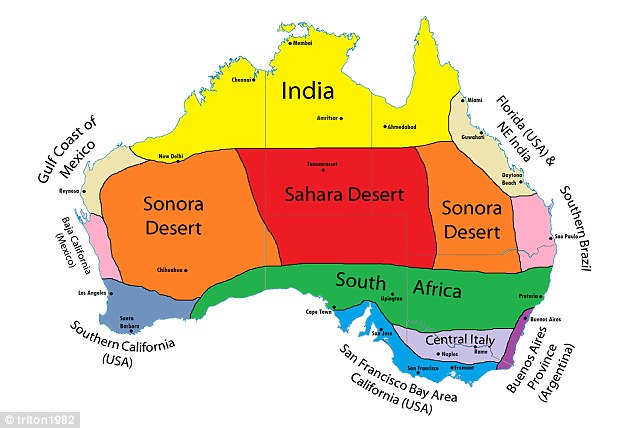 Mumbai
Chennai
India
Amritsar
Ahmedabad
Miami
Guwahati
Florida (USA) &
NE India
Gulf Coast of
Mexico
New Delhi
Tamanrasset
Daytona
Beach
Reynosa
Sonora
Desert
Sahara Desert
Sonora
Desert
Southern Brazil
Baja California
(Mexico)
Sao Paulo
Chihuahua
South Africa
Los Angeles
Upington
Pretoria
Santa
Barbara
Cape Town
Buenos Aires
San Jose
Central Italy
Naples
Rome
Southern California
(USA)
San Francisco
Fremont
San Francisco Bay Area
California (USA)
Buenos Aires
Province
(Argentina)
© triton1982